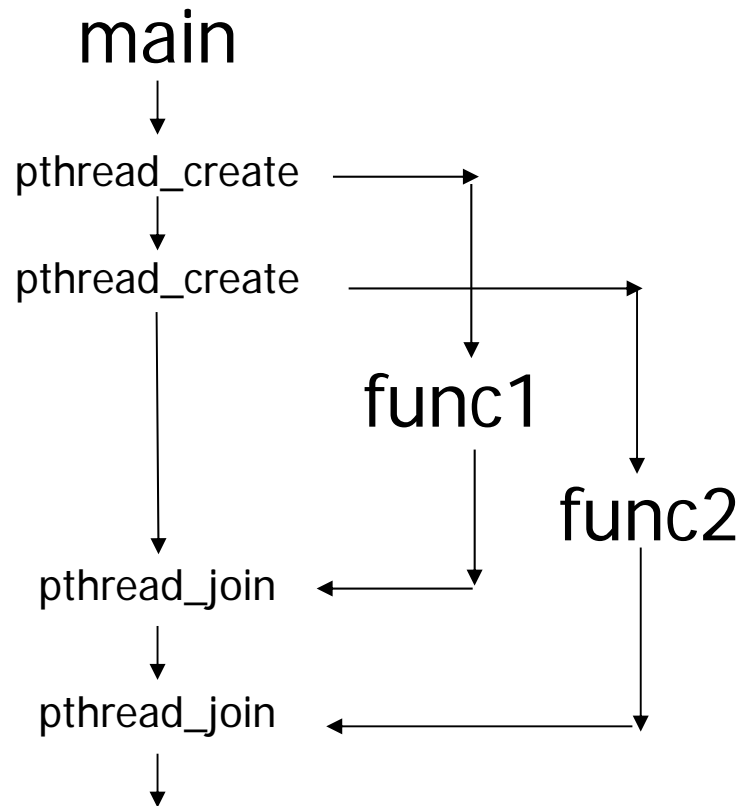 main
pthread_create
pthread_create
func1
func2
pthread_join
pthread_join